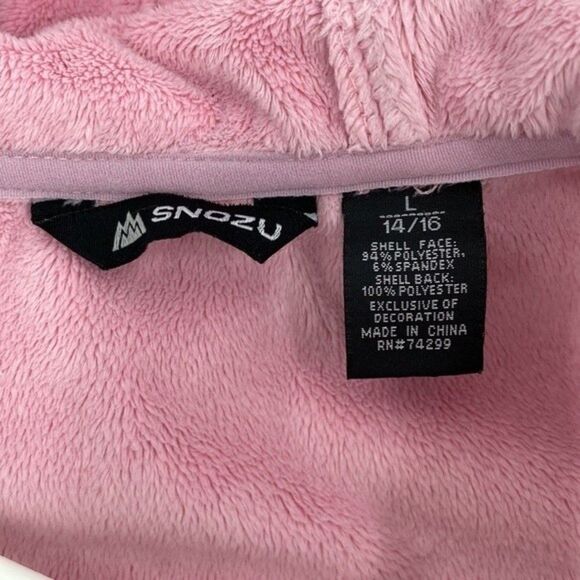 SNOZU
L
14/16
SHELL FACE:
94% POLYESTER,
6% SPANDEX
SHELL BACK:
100% POLYESTER
EXCLUSIVE OF
DECORATION
MADE IN CHINA
RN#74299